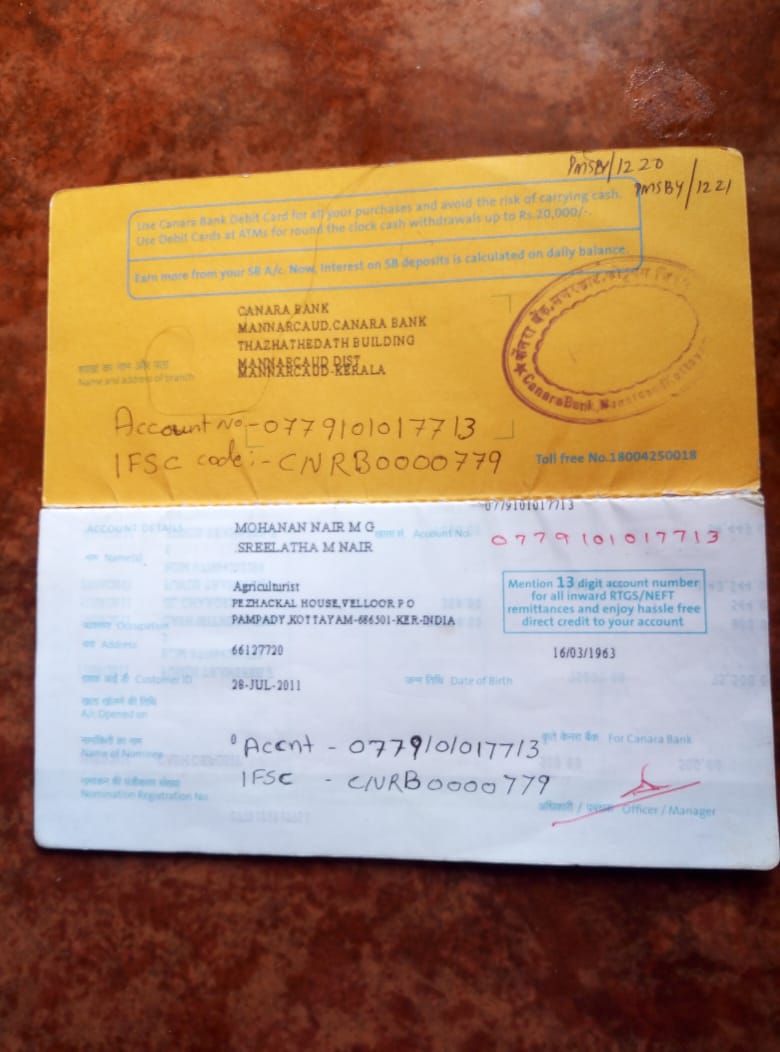 PMSBY/12 20
PMSBY/12 21
Use Canara Bank Debit Card for all your purchases and avoid the risk of carrying cash.
Use Debit Cards at ATMs for round the clock cash withdrawals up to Rs.20,000/-.
Earn more from your SB A/c. Now, Interest on SB deposits is calculated on daily balance.
CANARA BANK
MANNARCAUD,CANARA BANK
THAZHATHEDATH BUILDING
MANNARCAUD DIST
MANNARCAUD-KERALA
शाखा का नाम और पता
Name and address of branch
Canara Bank,
Account No:-0779101017713
IFSC code:-CNRB0000779
Toll free No.18004250018
0779101017713
ACCOUNT DETAILS
MOHANAN NAIR M G
Account No.
0779101017713
नाम Name(s)
SREELATHA M NAIR
Agriculturist
Mention 13 digit account number
for all inward RTGS/NEFT
remittances and enjoy hassle free
direct credit to your account
Occupation
PEZHACKAL HOUSE,VELLOOR P O
PAMPADY,KOTTAYAM-686501-KER-INDIA
पता Address
66127720
16/03/1963
Customer ID
28-JUL-2011
जन्म तिथि Date of Birth
खाता खोलने की तिथि
A/c Opened on
नामिती का नाम
Name of Nominee
0 Accnt - 0779101017713
कृते केनरा बैंक For Canara Bank
IFSC - CNRB0000779
नामांकन की पंजीकरण संख्या
Nomination Registration No
अधिकारी / प्रबंधक Officer / Manager